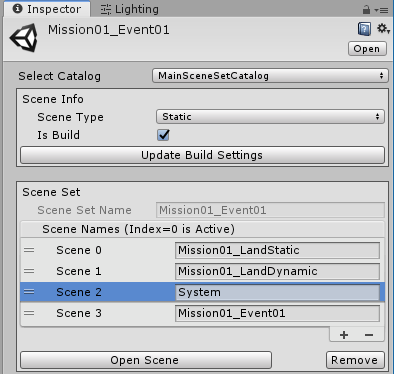 Inspector Lighting
Mission01_Event01
Open
Select Catalog MainSceneSetCatalog
Scene Info
Scene Type Static
Is Build
Update Build Settings
Scene Set
Scene Set Name Mission01_Event01
Scene Names (Index=0 is Active)
Scene 0 Mission01_LandStatic
Scene 1 Mission01_LandDynamic
Scene 2 System
Scene 3 Mission01_Event01
+ −
Open Scene Remove